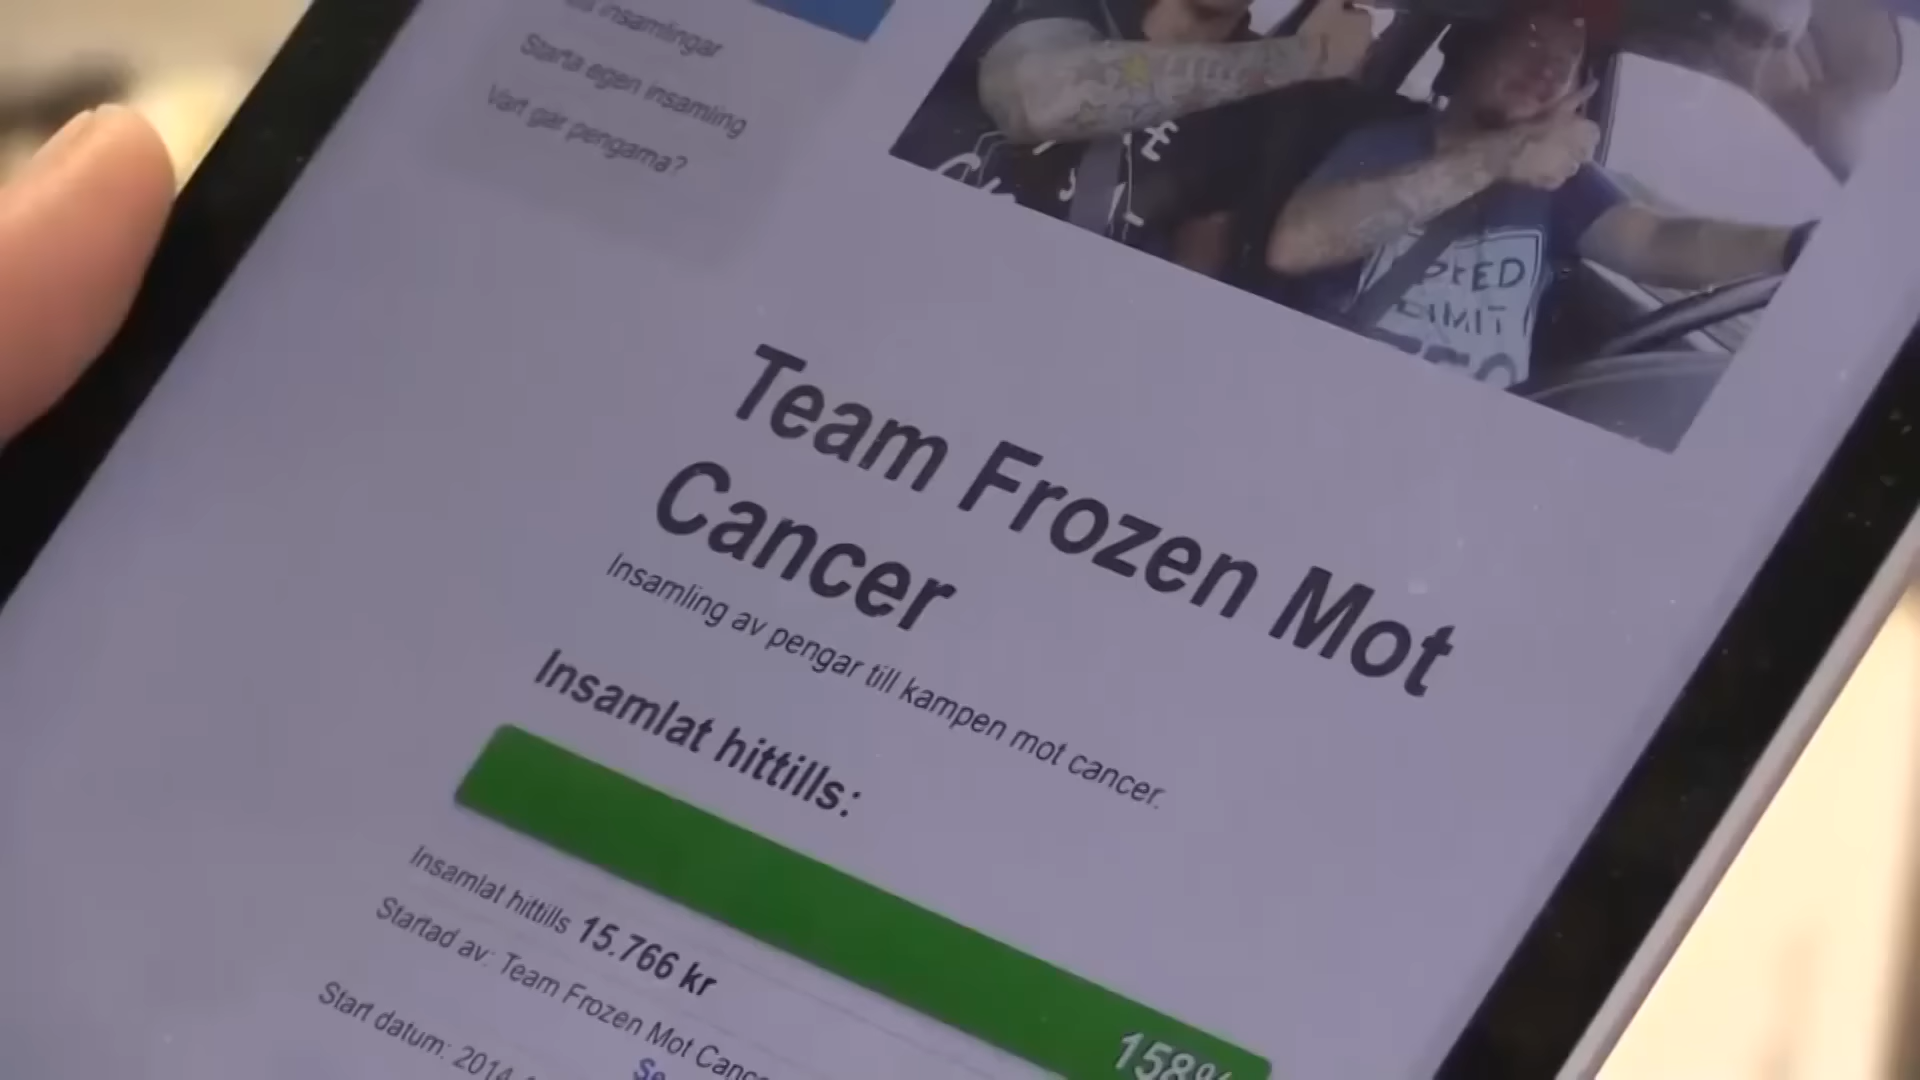 insamlingar
Starta egen insamling
Vart går pengarna?
LIMIT
Team Frozen Mot
Cancer
Insamling av pengar till kampen mot cancer.
Insamlat hittills:
158%
Insamlat hittills 15.766 kr
Startad av: Team Frozen Mot
Start datum: 2014